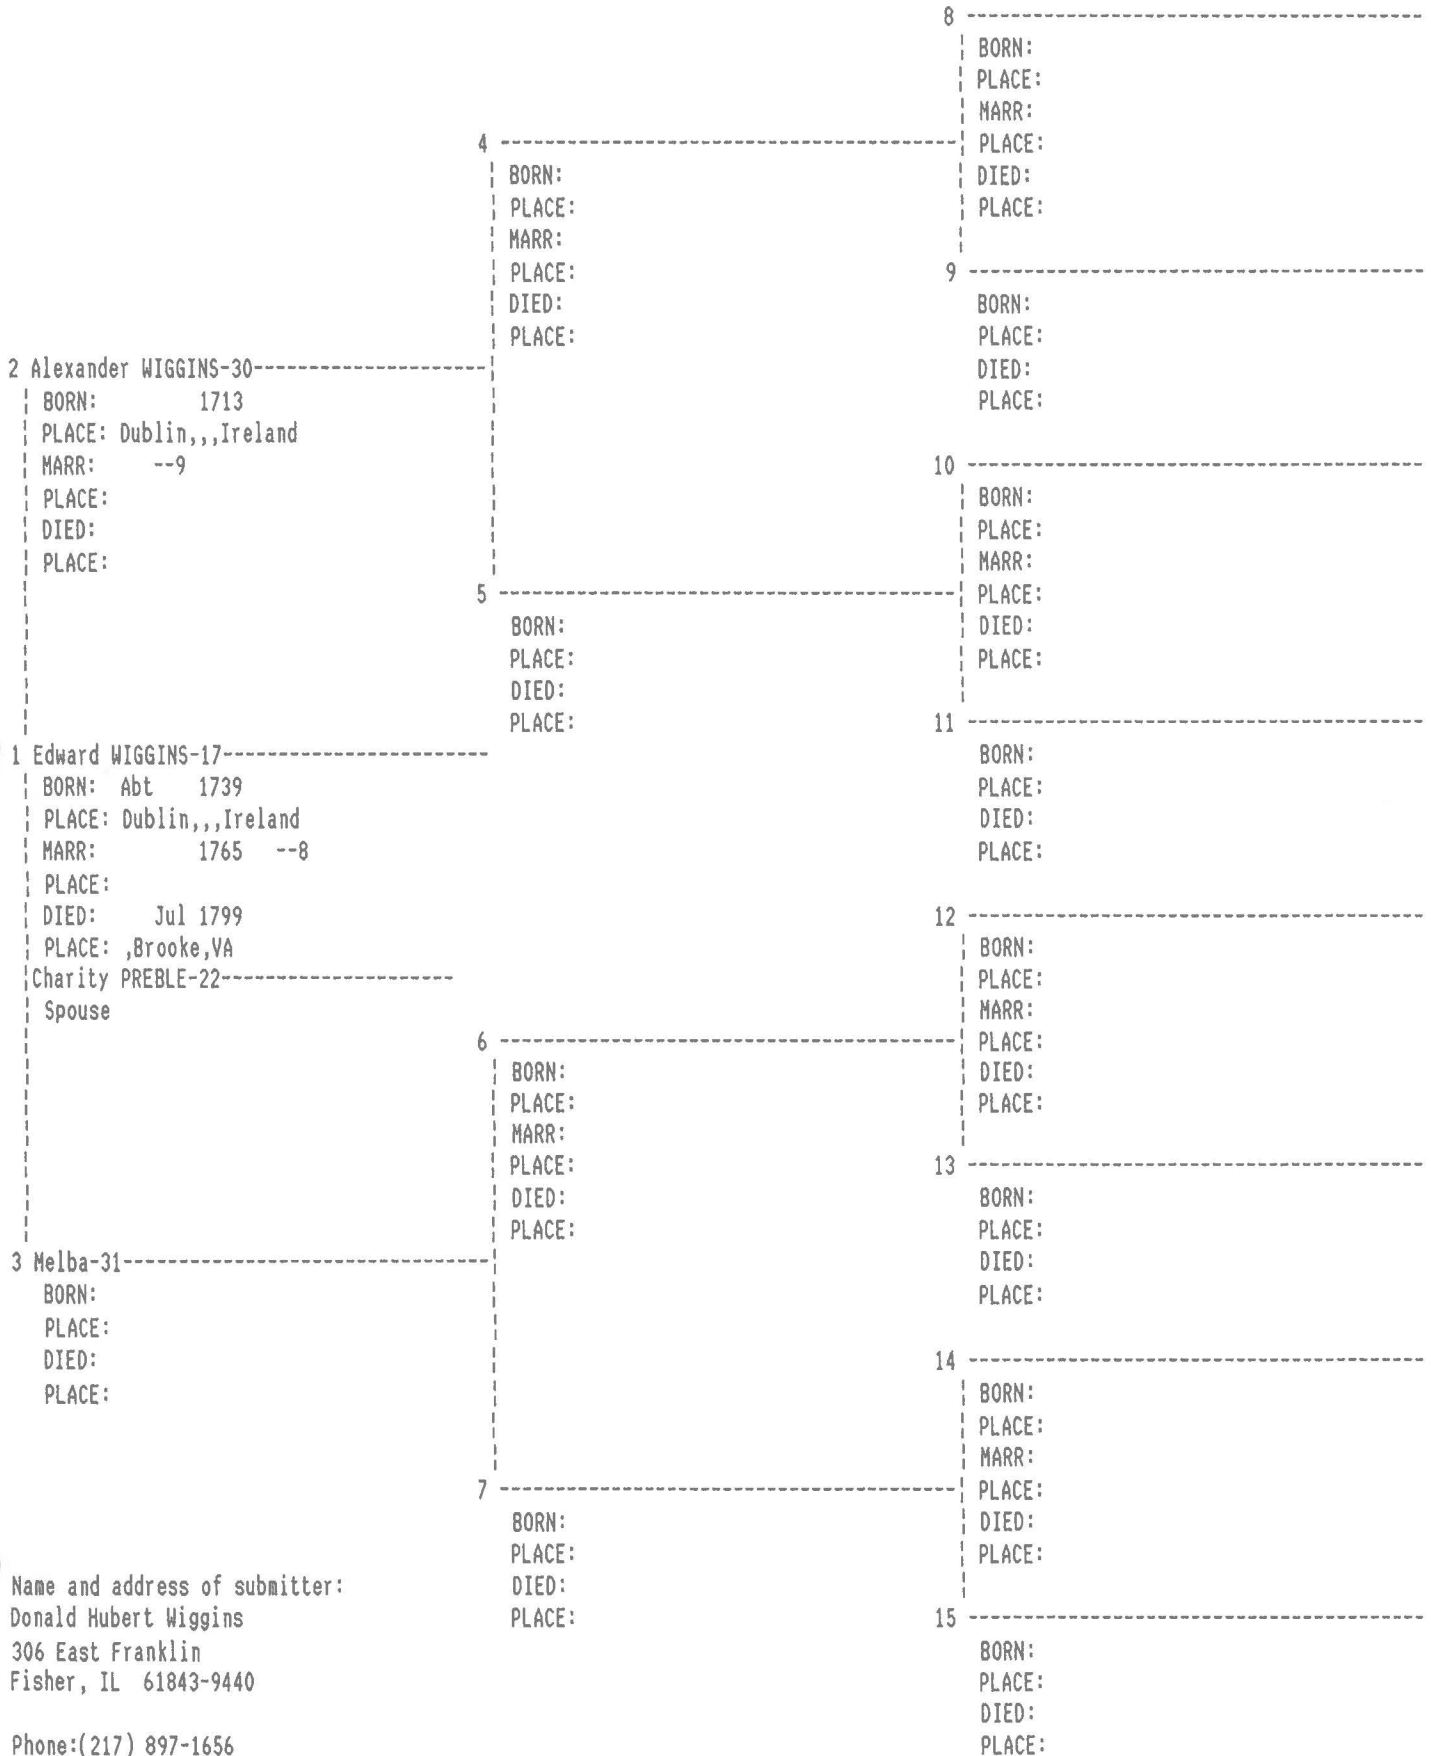 8 ----------------------------------------
BORN:
PLACE:
MARR:
4 ---------------------------------------- PLACE:
BORN: DIED:
PLACE: PLACE:
MARR:
PLACE: 9 ----------------------------------------
DIED: BORN:
PLACE: PLACE:
2 Alexander WIGGINS-30--------------------- DIED:
BORN: 1713 PLACE:
PLACE: Dublin,,,Ireland
MARR: --9 10 ----------------------------------------
PLACE: BORN:
DIED: PLACE:
PLACE: MARR:
5 ---------------------------------------- PLACE:
BORN: DIED:
PLACE: PLACE:
DIED:
PLACE: 11 ----------------------------------------
1 Edward WIGGINS-17------------------------ BORN:
BORN: Abt 1739 PLACE:
PLACE: Dublin,,,Ireland DIED:
MARR: 1765 --8 PLACE:
PLACE:
DIED: Jul 1799 12 ----------------------------------------
PLACE: ,Brooke,VA BORN:
Charity PREBLE-22--------------------- PLACE:
Spouse MARR:
6 ---------------------------------------- PLACE:
BORN: DIED:
PLACE: PLACE:
MARR:
PLACE: 13 ----------------------------------------
DIED: BORN:
PLACE: PLACE:
3 Melba-31--------------------------------- DIED:
BORN: PLACE:
PLACE:
DIED: 14 ----------------------------------------
PLACE: BORN:
PLACE:
MARR:
7 ---------------------------------------- PLACE:
BORN: DIED:
PLACE: PLACE:
Name and address of submitter: DIED:
Donald Hubert Wiggins PLACE: 15 ----------------------------------------
306 East Franklin BORN:
Fisher, IL 61843-9440 PLACE:
DIED:
Phone:(217) 897-1656 PLACE: